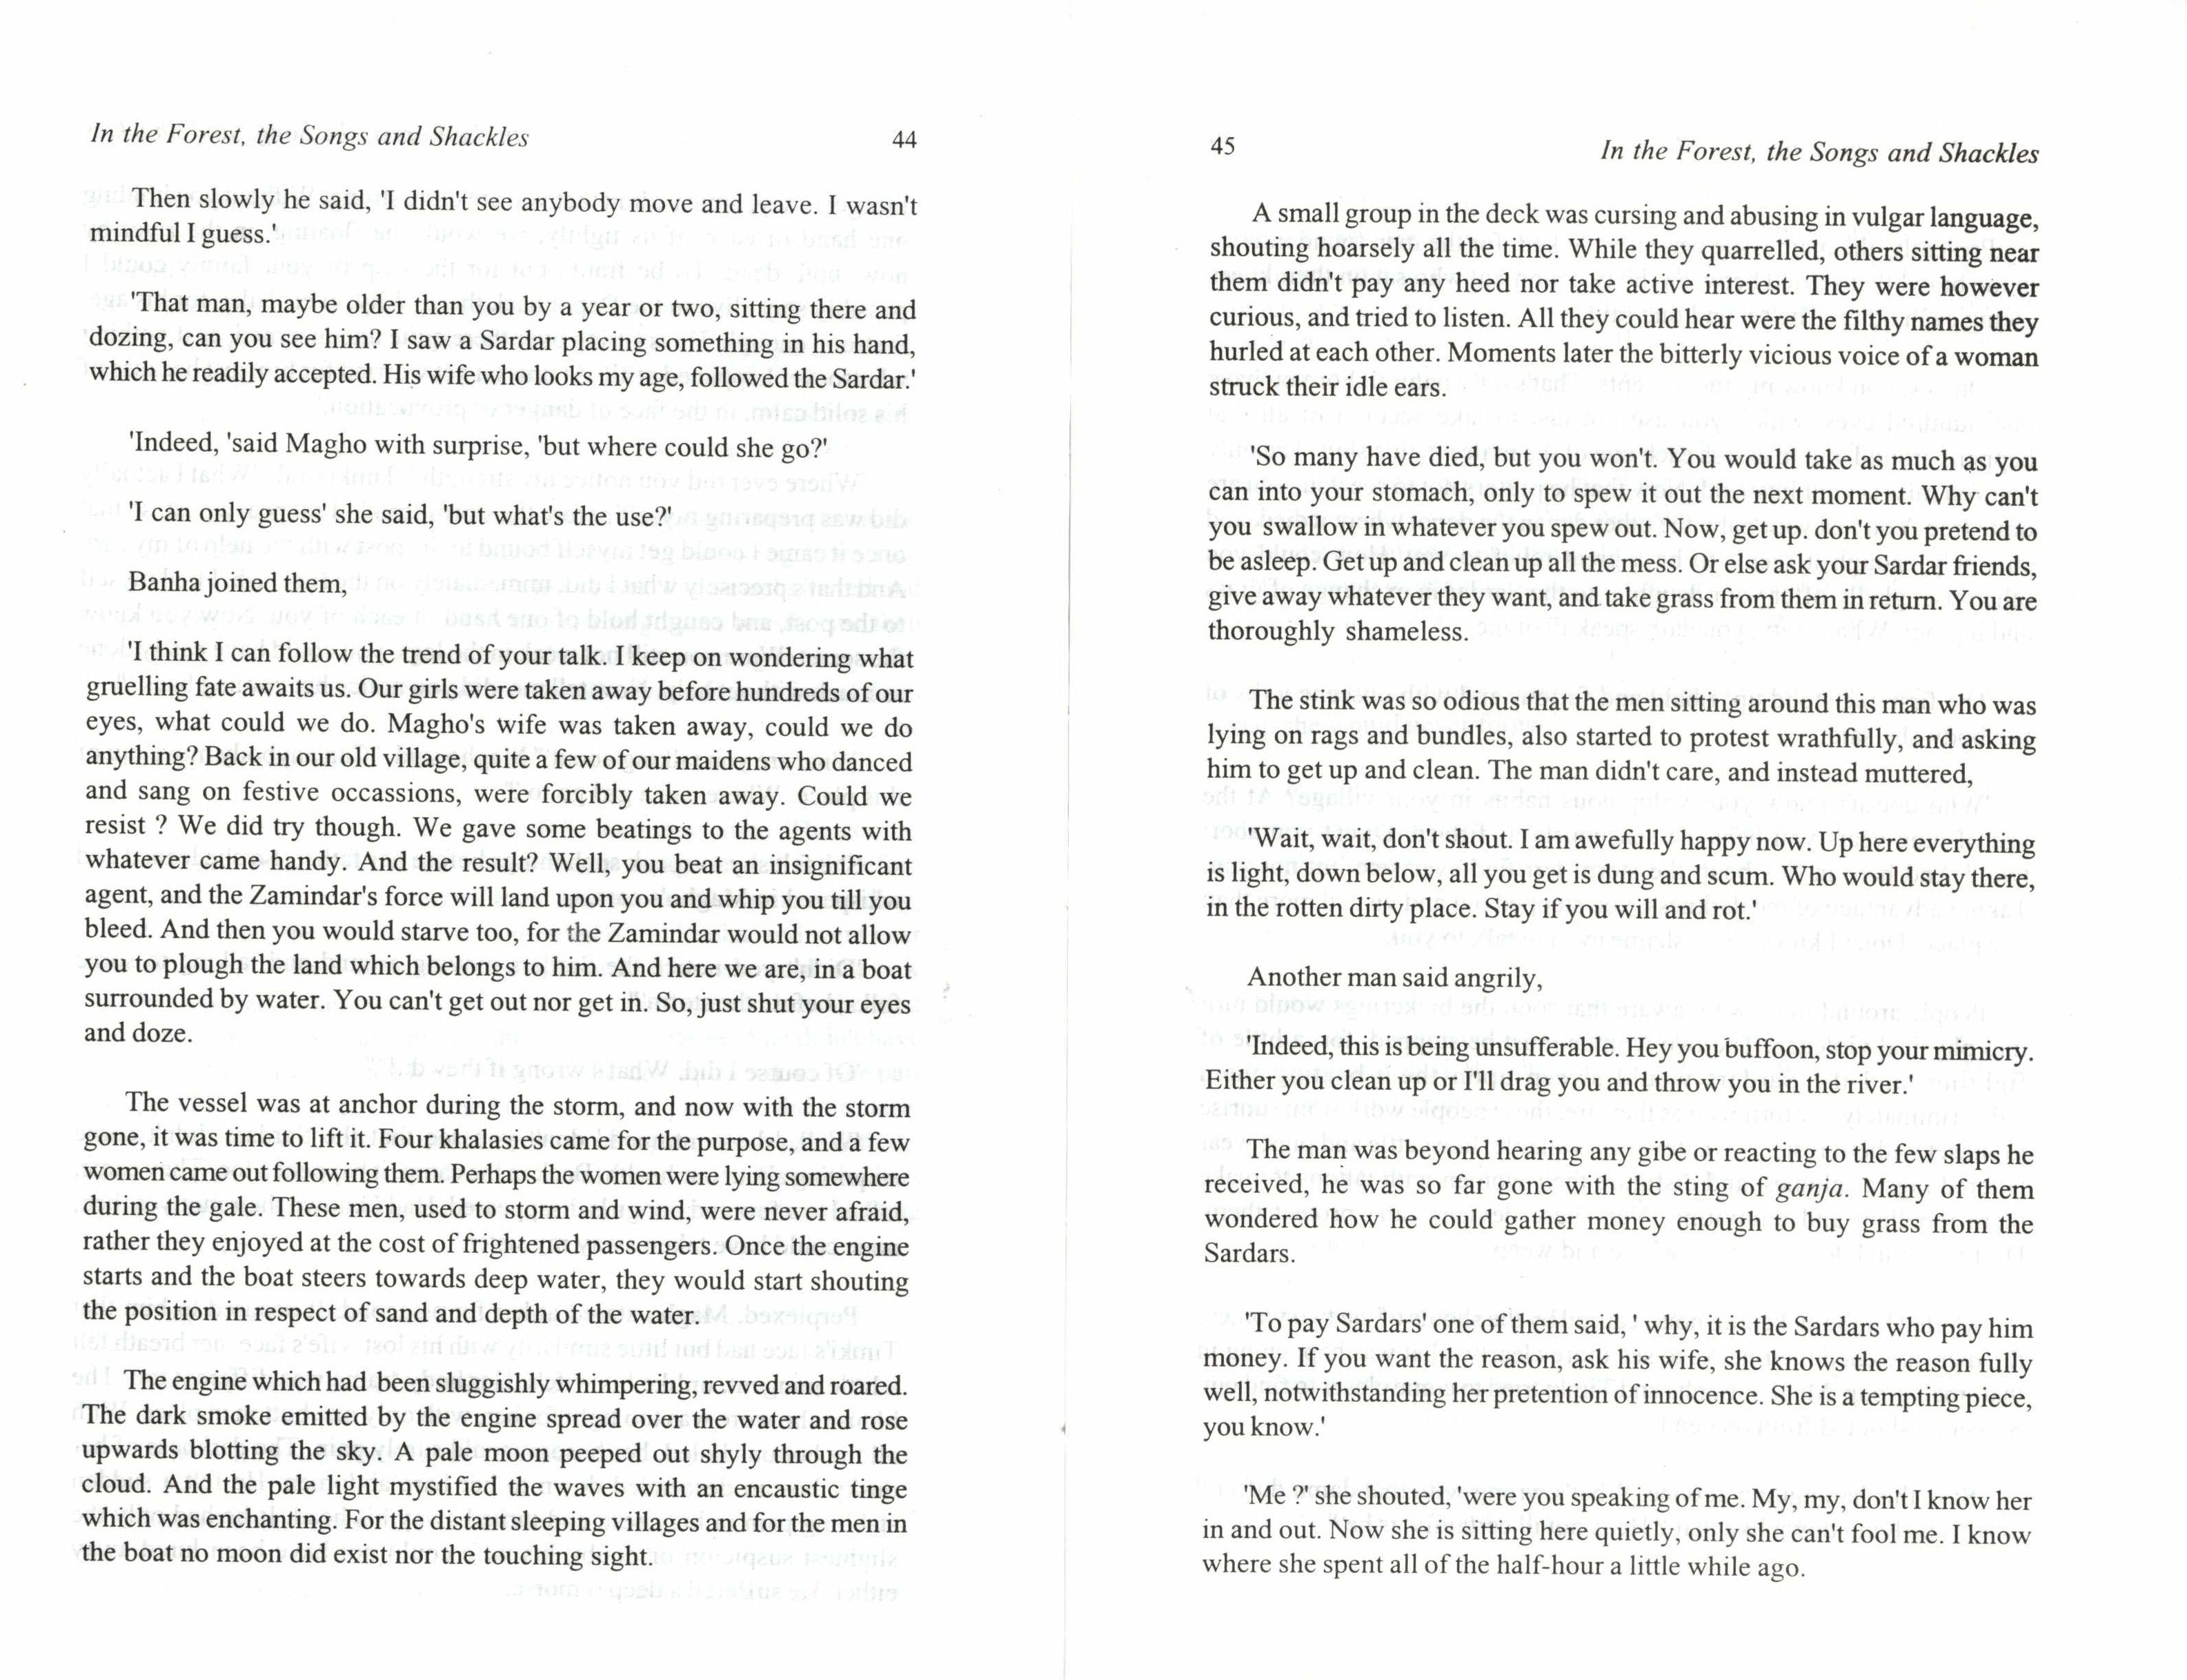 In the Forest, the Songs and Shackles 44
Then slowly he said, 'I didn't see anybody move and leave. I wasn't
mindful I guess.'
'That man, maybe older than you by a year or two, sitting there and
dozing, can you see him? I saw a Sardar placing something in his hand,
which he readily accepted. His wife who looks my age, followed the Sardar.'
'Indeed, 'said Magho with surprise, 'but where could she go?'
'I can only guess' she said, 'but what's the use?'
Banha joined them,
'I think I can follow the trend of your talk. I keep on wondering what
gruelling fate awaits us. Our girls were taken away before hundreds of our
eyes, what could we do. Magho's wife was taken away, could we do
anything? Back in our old village, quite a few of our maidens who danced
and sang on festive occassions, were forcibly taken away. Could we
resist ? We did try though. We gave some beatings to the agents with
whatever came handy. And the result? Well, you beat an insignificant
agent, and the Zamindar's force will land upon you and whip you till you
bleed. And then you would starve too, for the Zamindar would not allow
you to plough the land which belongs to him. And here we are, in a boat
surrounded by water. You can't get out nor get in. So, just shut your eyes
and doze.
The vessel was at anchor during the storm, and now with the storm
gone, it was time to lift it. Four khalasies came for the purpose, and a few
women came out following them. Perhaps the women were lying somewhere
during the gale. These men, used to storm and wind, were never afraid,
rather they enjoyed at the cost of frightened passengers. Once the engine
starts and the boat steers towards deep water, they would start shouting
the position in respect of sand and depth of the water.
The engine which had been sluggishly whimpering, revved and roared.
The dark smoke emitted by the engine spread over the water and rose
upwards blotting the sky. A pale moon peeped out shyly through the
cloud. And the pale light mystified the waves with an encaustic tinge
which was enchanting. For the distant sleeping villages and for the men in
the boat no moon did exist nor the touching sight.
45 In the Forest, the Songs and Shackles
A small group in the deck was cursing and abusing in vulgar language,
shouting hoarsely all the time. While they quarrelled, others sitting near
them didn't pay any heed nor take active interest. They were however
curious, and tried to listen. All they could hear were the filthy names they
hurled at each other. Moments later the bitterly vicious voice of a woman
struck their idle ears.
'So many have died, but you won't. You would take as much as you
can into your stomach, only to spew it out the next moment. Why can't
you swallow in whatever you spew out. Now, get up. don't you pretend to
be asleep. Get up and clean up all the mess. Or else ask your Sardar friends,
give away whatever they want, and take grass from them in return. You are
thoroughly shameless.
The stink was so odious that the men sitting around this man who was
lying on rags and bundles, also started to protest wrathfully, and asking
him to get up and clean. The man didn't care, and instead muttered,
'Wait, wait, don't shout. I am awefully happy now. Up here everything
is light, down below, all you get is dung and scum. Who would stay there,
in the rotten dirty place. Stay if you will and rot.'
Another man said angrily,
'Indeed, this is being unsufferable. Hey you buffoon, stop your mimicry.
Either you clean up or I'll drag you and throw you in the river.'
The man was beyond hearing any gibe or reacting to the few slaps he
received, he was so far gone with the sting of ganja. Many of them
wondered how he could gather money enough to buy grass from the
Sardars.
'To pay Sardars' one of them said, ' why, it is the Sardars who pay him
money. If you want the reason, ask his wife, she knows the reason fully
well, notwithstanding her pretention of innocence. She is a tempting piece,
you know.'
'Me ?' she shouted, 'were you speaking of me. My, my, don't I know her
in and out. Now she is sitting here quietly, only she can't fool me. I know
where she spent all of the half-hour a little while ago.